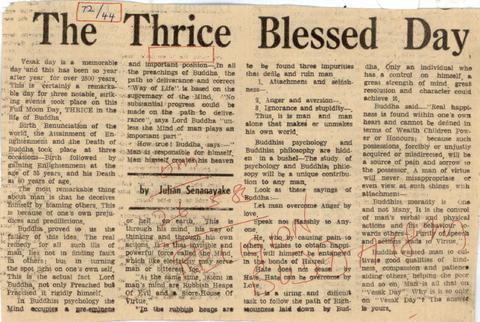 72/44
The Thrice Blessed Day
Vesak day is a memorable
day and this has been so year
after year for over 2500 years.
This is certainly a remarka-
ble day for three notable, stri-
king events took place on this
Full Moon Day, THRICE in the
life of Buddha.
Birth Renunciation of the
world, the Attainment of En-
lightenment and the Death of
Buddha took place at three
occasions—Birth followed by
gaining Enlightenment at the
age of 35 years, and his Death
at 80 years of age.
The most remarkable thing
about man is that he deceives
himself by blaming others. This
is because of one's own preju-
dices and predilections.
Buddha proved to us the
fallacy of this idea. The real
remedy for all such ills of
man, lies not in finding fault
in others; but in turning
the spot light on one's own self.
This is the actual fact. Lord
Buddha, not only Preached but
Practised it rigidly himself.
In Buddhist psychology the
Mind occupies a pre-eminent
and important position—In all
the preachings of Buddha, the
path to deliverance and correct
"Way of Life" is based on the
supremacy of the Mind. "No
substantial progress could be
made on the path to delive-
rance", says Lord Buddha "un-
less the Mind of man plays an
important part".
How true! Buddha, says—
Man is responsible for himself,
Man himself creates his heaven
by Julian Senanayake
or hell on earth. It is
through his mind his way of
thinking and through his own
actions. It is this invisible and
powerful force called the mind
which like electricity may serve
man or kill him too.
At the same time, latent in
man's mind are Rubbish Heaps
Of Evil and a Store House of
Virtue.
In the rubbish heaps are
to be found three impurities
that defile and ruin man
1. Attachments and selfish-
ness—
2. Anger and aversion—
3. Ignorance and stupidity—
Thus, it is man and man
alone that makes or unmakes
his own world.
Buddhists psychology and
Buddhist philosophy are hidd-
en in a bushel—The study of
psychology and Buddhist philo-
sophy will be a unique contribu-
tion to any man.
Look at these sayings of
Buddha—
Let man overcome Anger by
love.
Speak not Harshly to Any-
one.
He, who by causing pain to
others wishes to obtain happi-
ness, will himself be entangled
in the bonds of Hatred.
Hate does not cease by
Hate. Hate can be overcome by
Love.
It is a tiring and difficult
task to follow the path of Righ-
teousness laid down by Bud-
dha. Only an individual who
has a control on himself, a
great strength of mind great
resolution and character could
achieve it.
Buddha said—"Real happi-
ness is found within one's own
heart and cannot be defined in
terms of Wealth Children Pow-
er or Honours; because such
possessions, forcibly or unjustly
acquired or misdirected, will be
a source of pain and sorrow to
the possessor. A man of virtue
will never misappropriate or
even view at such things with
attachment—
Buddhist morality is One
and not Many. It is the control
of man's verbal and physical
actions and his behaviour to-
wards others—Purity of Speech
and actions of Virtue.
Buddha told man to culti-
vate good qualities of kind-
ness, compassion and patience
aiding others, helping the poor
and so on. Man is all that on
"Vesak Day" Why is it so only
on "Vesak Day"? The answer
is yours.